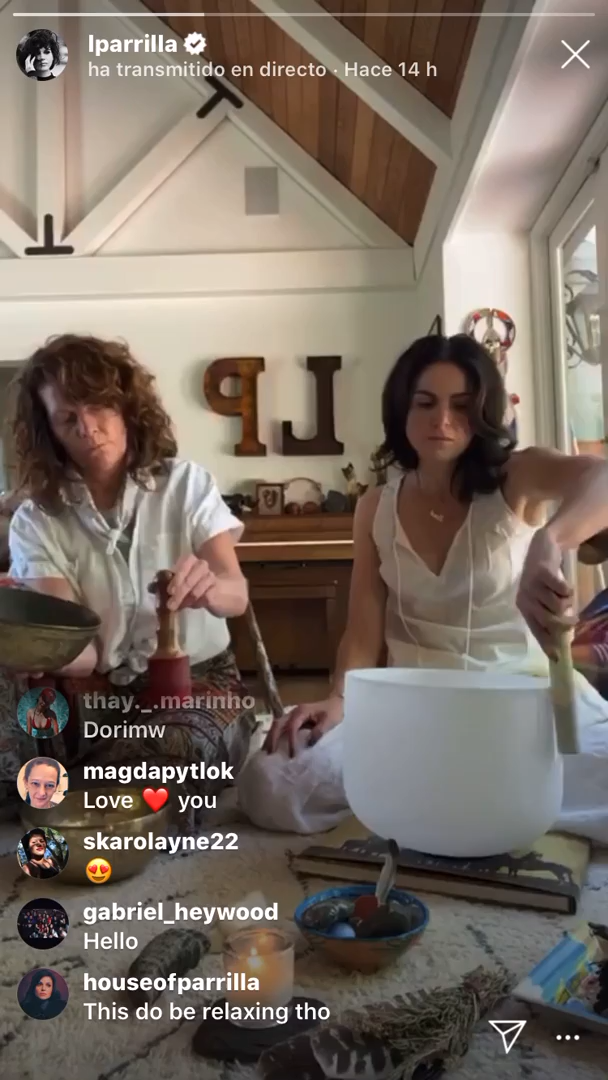 lparrilla
ha transmitido en directo · Hace 14 h
LP
thay._.marinho
Dorimw
magdapytlok
Love ❤️ you
skarolayne22
😍
gabriel_heywood
Hello
houseofparrilla
This do be relaxing tho